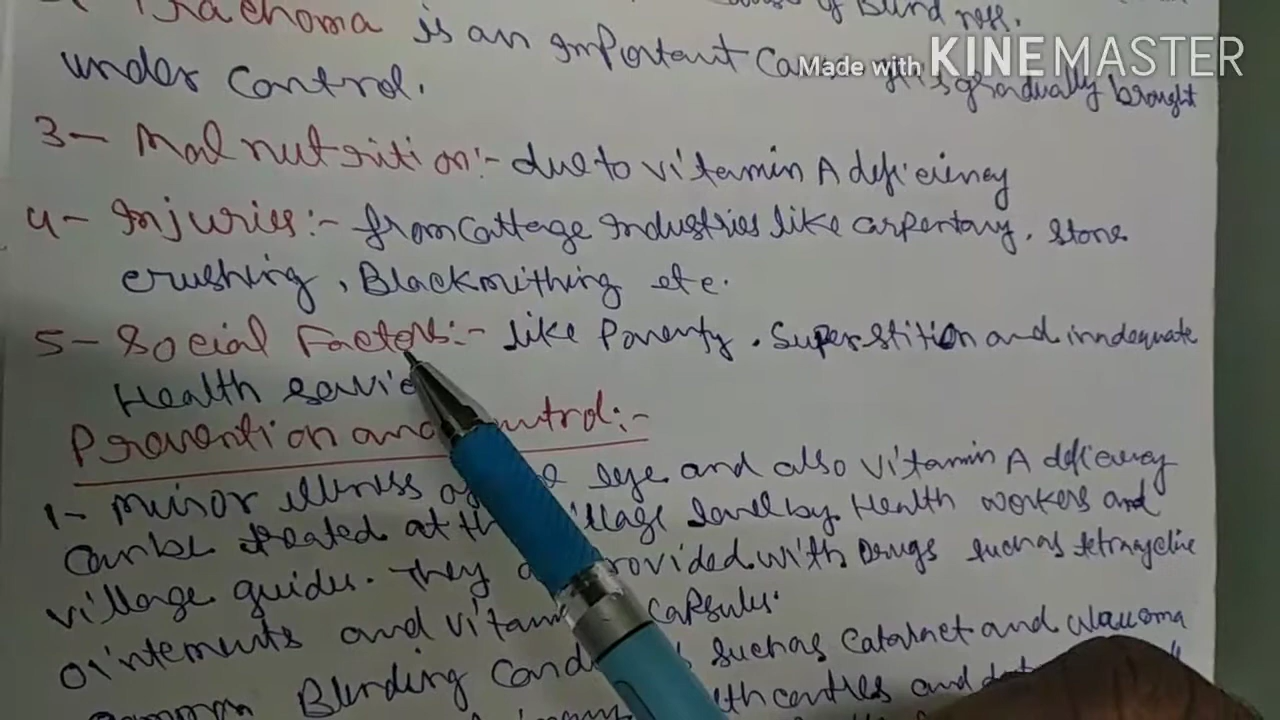 Trachoma is an important Cause of Blindness.
It is gradually brought
under Control.
Made with KINEMASTER
3- Malnutrition:- due to vitamin A deficiency
4- Injuries:- from Cottage Industries like carpentary, stone
crushing, Blacksmithing etc.
5- Social Factors:- like Poverty, Superstition and inadequate
Health
Prevention and
1- Minor illness eye and also vitamin A deficiency
can be treated at village level by Health workers and
village guides. They provided with Drugs such as tetracycline
ointements and capsules.
Common Blinding such as Cataract and Glaucoma
centres and